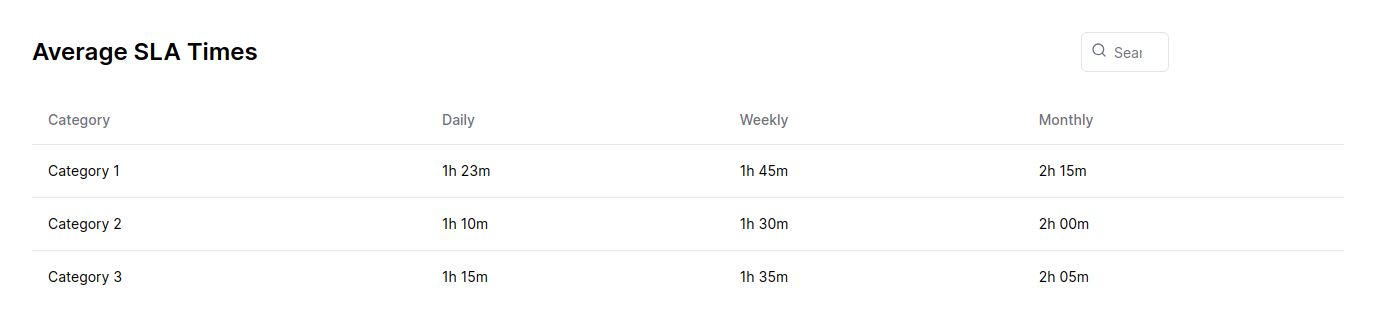 Average SLA Times
Sear
Category Daily Weekly Monthly
Category 1 1h 23m 1h 45m 2h 15m
Category 2 1h 10m 1h 30m 2h 00m
Category 3 1h 15m 1h 35m 2h 05m